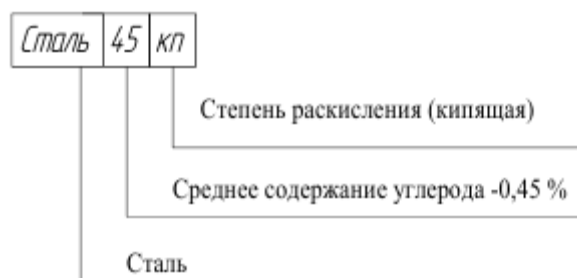 Сталь 45 кп
Степень раскисления (кипящая)
Среднее содержание углерода -0,45 %
Сталь